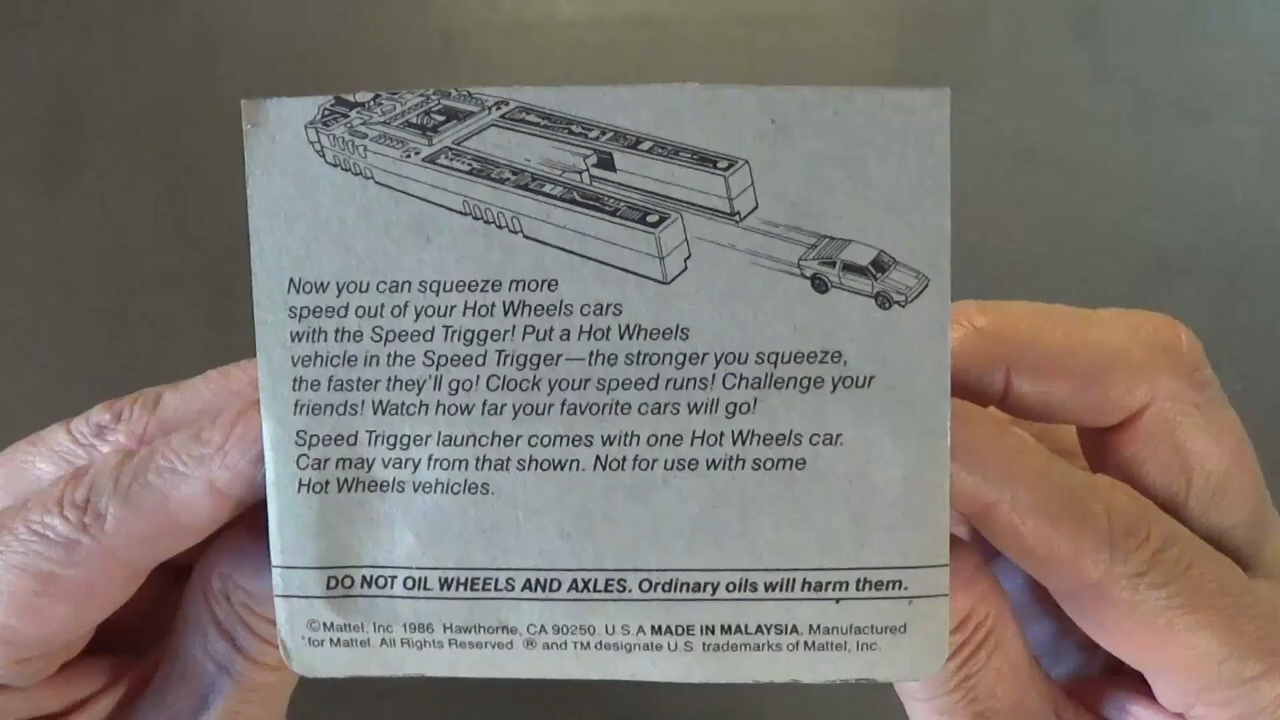 Now you can squeeze more
speed out of your Hot Wheels cars
with the Speed Trigger! Put a Hot Wheels
vehicle in the Speed Trigger—the stronger you squeeze,
the faster they'll go! Clock your speed runs! Challenge your
friends! Watch how far your favorite cars will go!
Speed Trigger launcher comes with one Hot Wheels car.
Car may vary from that shown. Not for use with some
Hot Wheels vehicles.
DO NOT OIL WHEELS AND AXLES. Ordinary oils will harm them.
©Mattel, Inc. 1986. Hawthorne, CA 90250. U.S.A MADE IN MALAYSIA. Manufactured
for Mattel. All Rights Reserved. ® and TM designate U.S. trademarks of Mattel, Inc.